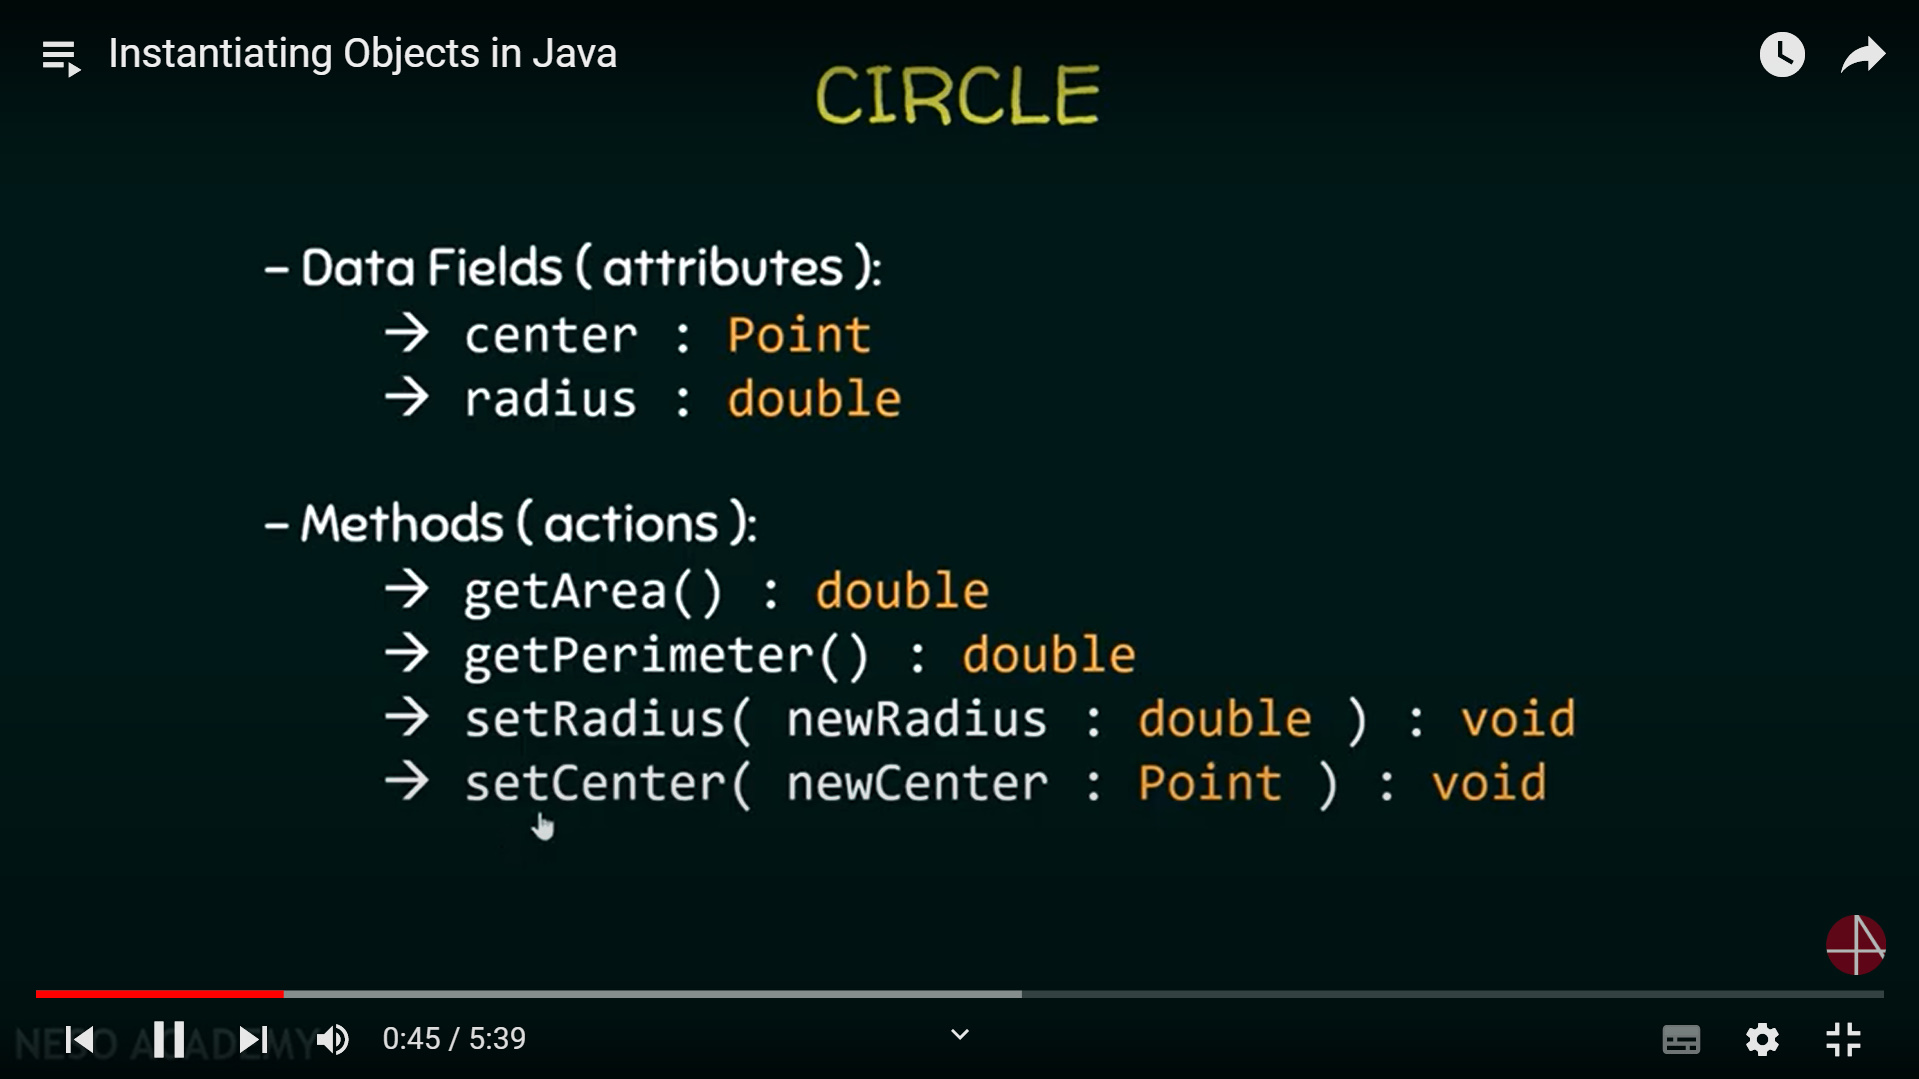 Instantiating Objects in Java
CIRCLE
– Data Fields ( attributes ):
→ center : Point
→ radius : double
– Methods ( actions ):
→ getArea() : double
→ getPerimeter() : double
→ setRadius( newRadius : double ) : void
→ setCenter( newCenter : Point ) : void
NESO ACADEMY
0:45 / 5:39